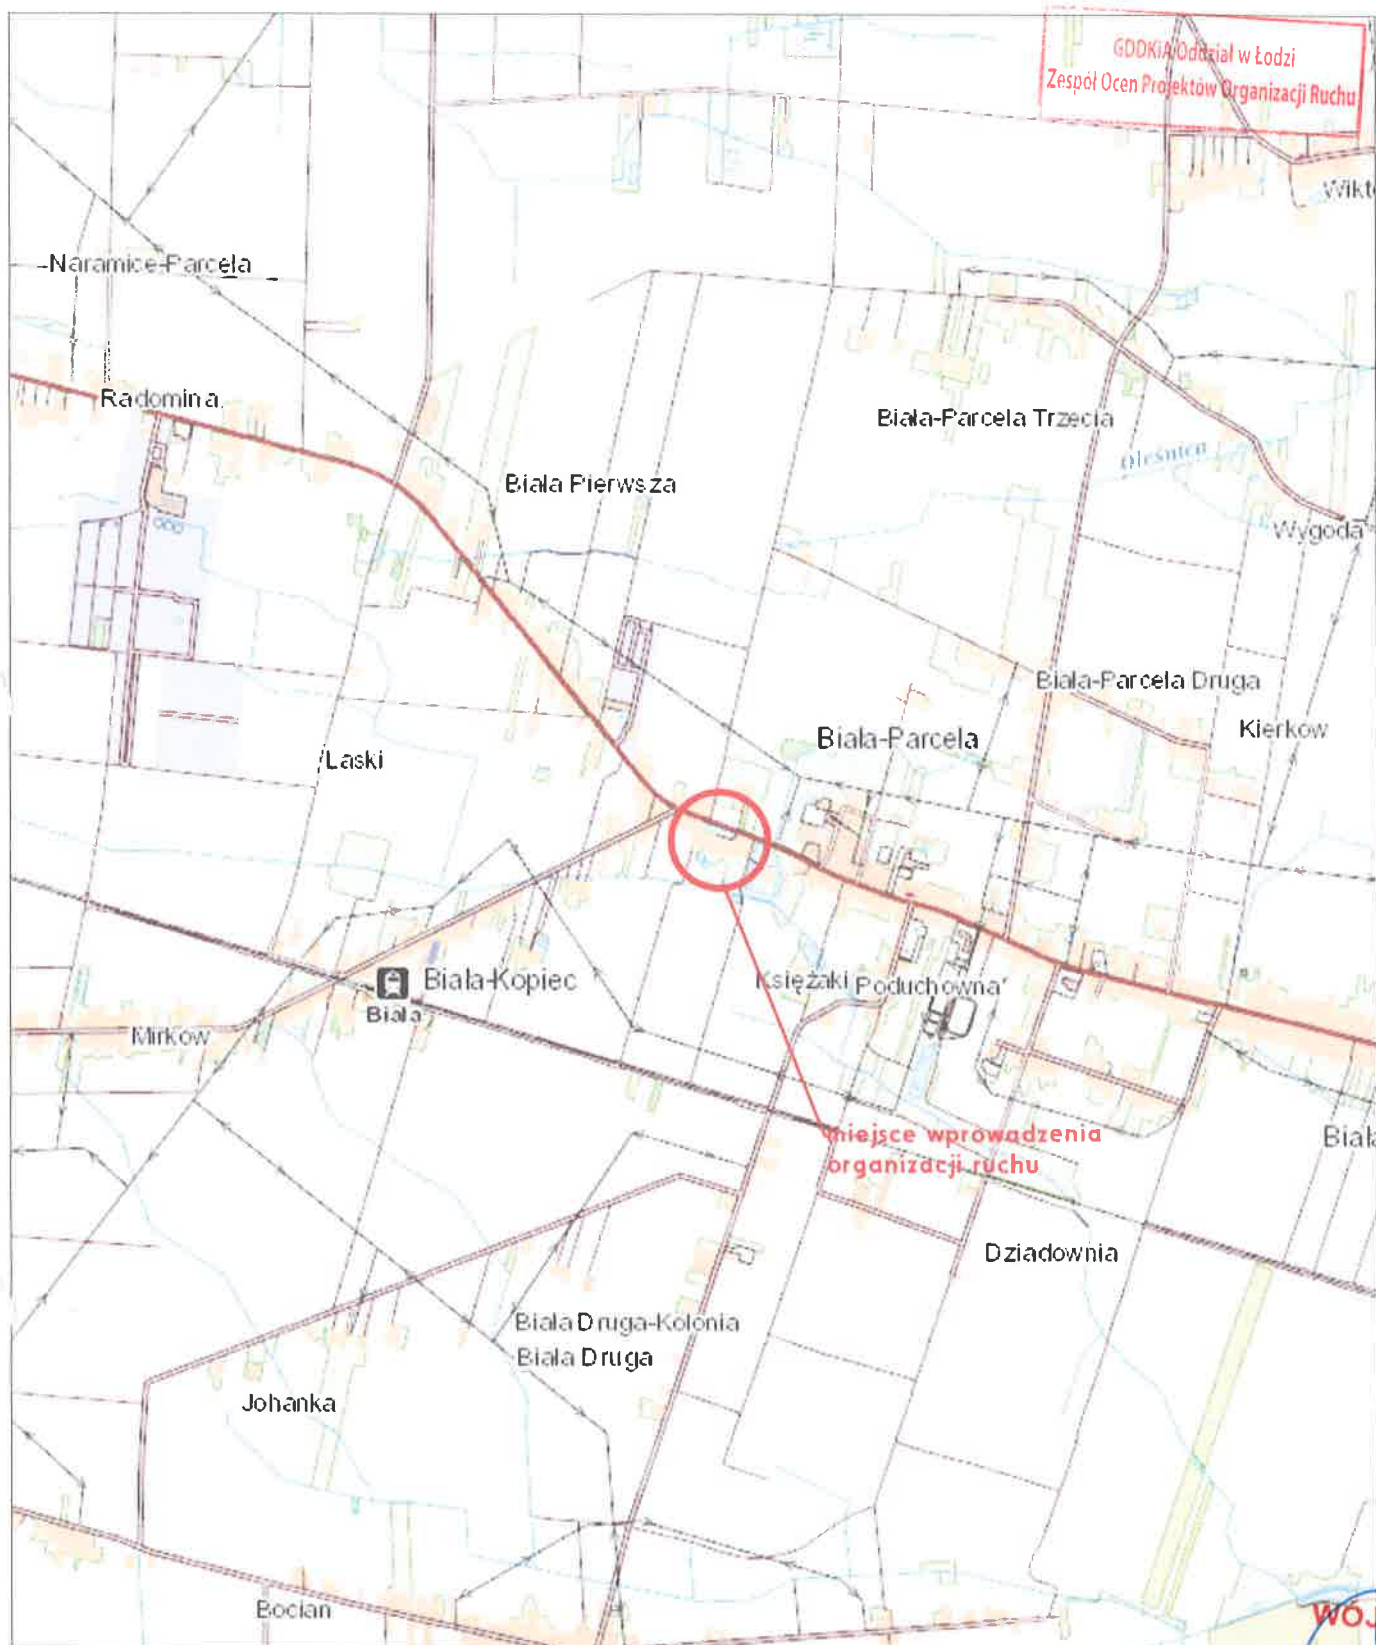 GDDKiA Oddział w Łodzi
Zespół Ocen Projektów Organizacji Ruchu
Naramice-Parcela
Radomina
Biała-Parcela Trzecia
Oleśnica
Biała Pierwsza
Wygoda
Biała-Parcela Druga
Kierkow
Biała-Parcela
Laski
Biała-Kopiec
Biała
Księżaki
Poduchowna
Mirkow
miejsce wprowadzenia
organizacji ruchu
Dziadownia
Biała Druga-Kolonia
Biała Druga
Johanka
Bocian